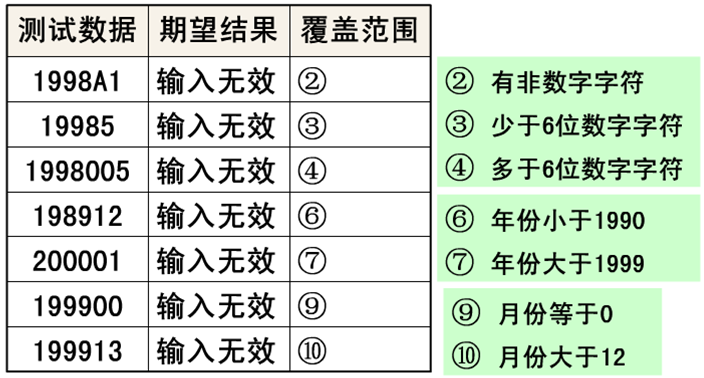 测试数据 期望结果 覆盖范围
1998A1 输入无效 ②
19985 输入无效 ③
1998005 输入无效 ④
198912 输入无效 ⑥
200001 输入无效 ⑦
199900 输入无效 ⑨
199913 输入无效 ⑩
② 有非数字字符
③ 少于6位数字字符
④ 多于6位数字字符
⑥ 年份小于1990
⑦ 年份大于1999
⑨ 月份等于0
⑩ 月份大于12